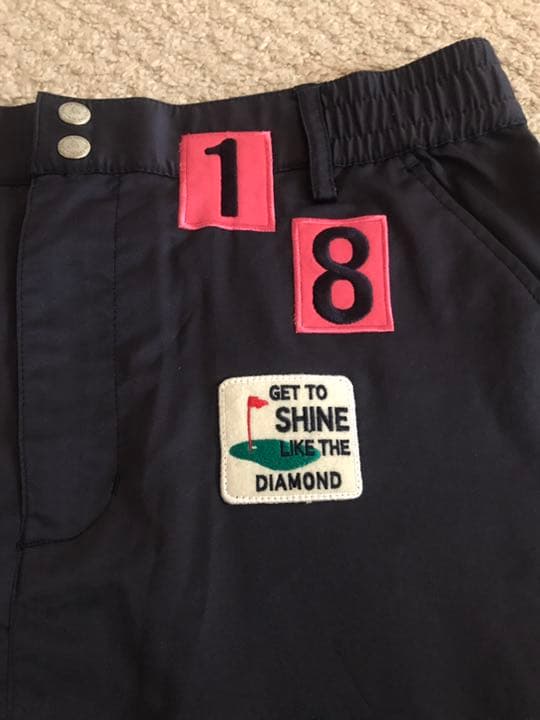 1
8
GET TO
SHINE
LIKE THE
DIAMOND